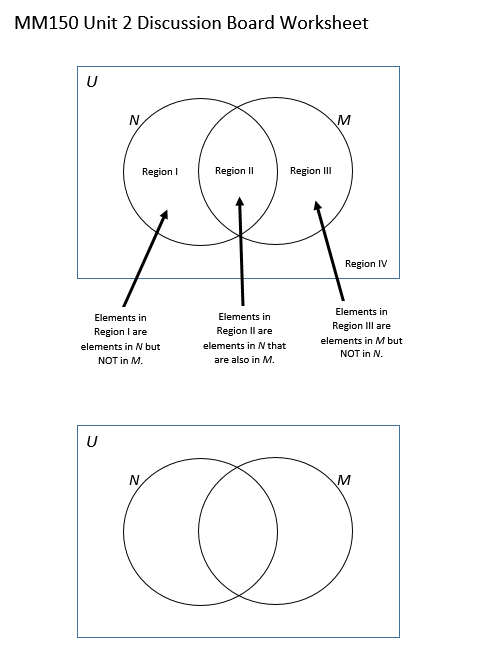 MM150 Unit 2 Discussion Board Worksheet
U
N
M
Region I
Region II
Region III
Region IV
Elements in
Region I are
elements in N but
NOT in M.
Elements in
Region II are
elements in N that
are also in M.
Elements in
Region III are
elements in M but
NOT in N.
U
N
M